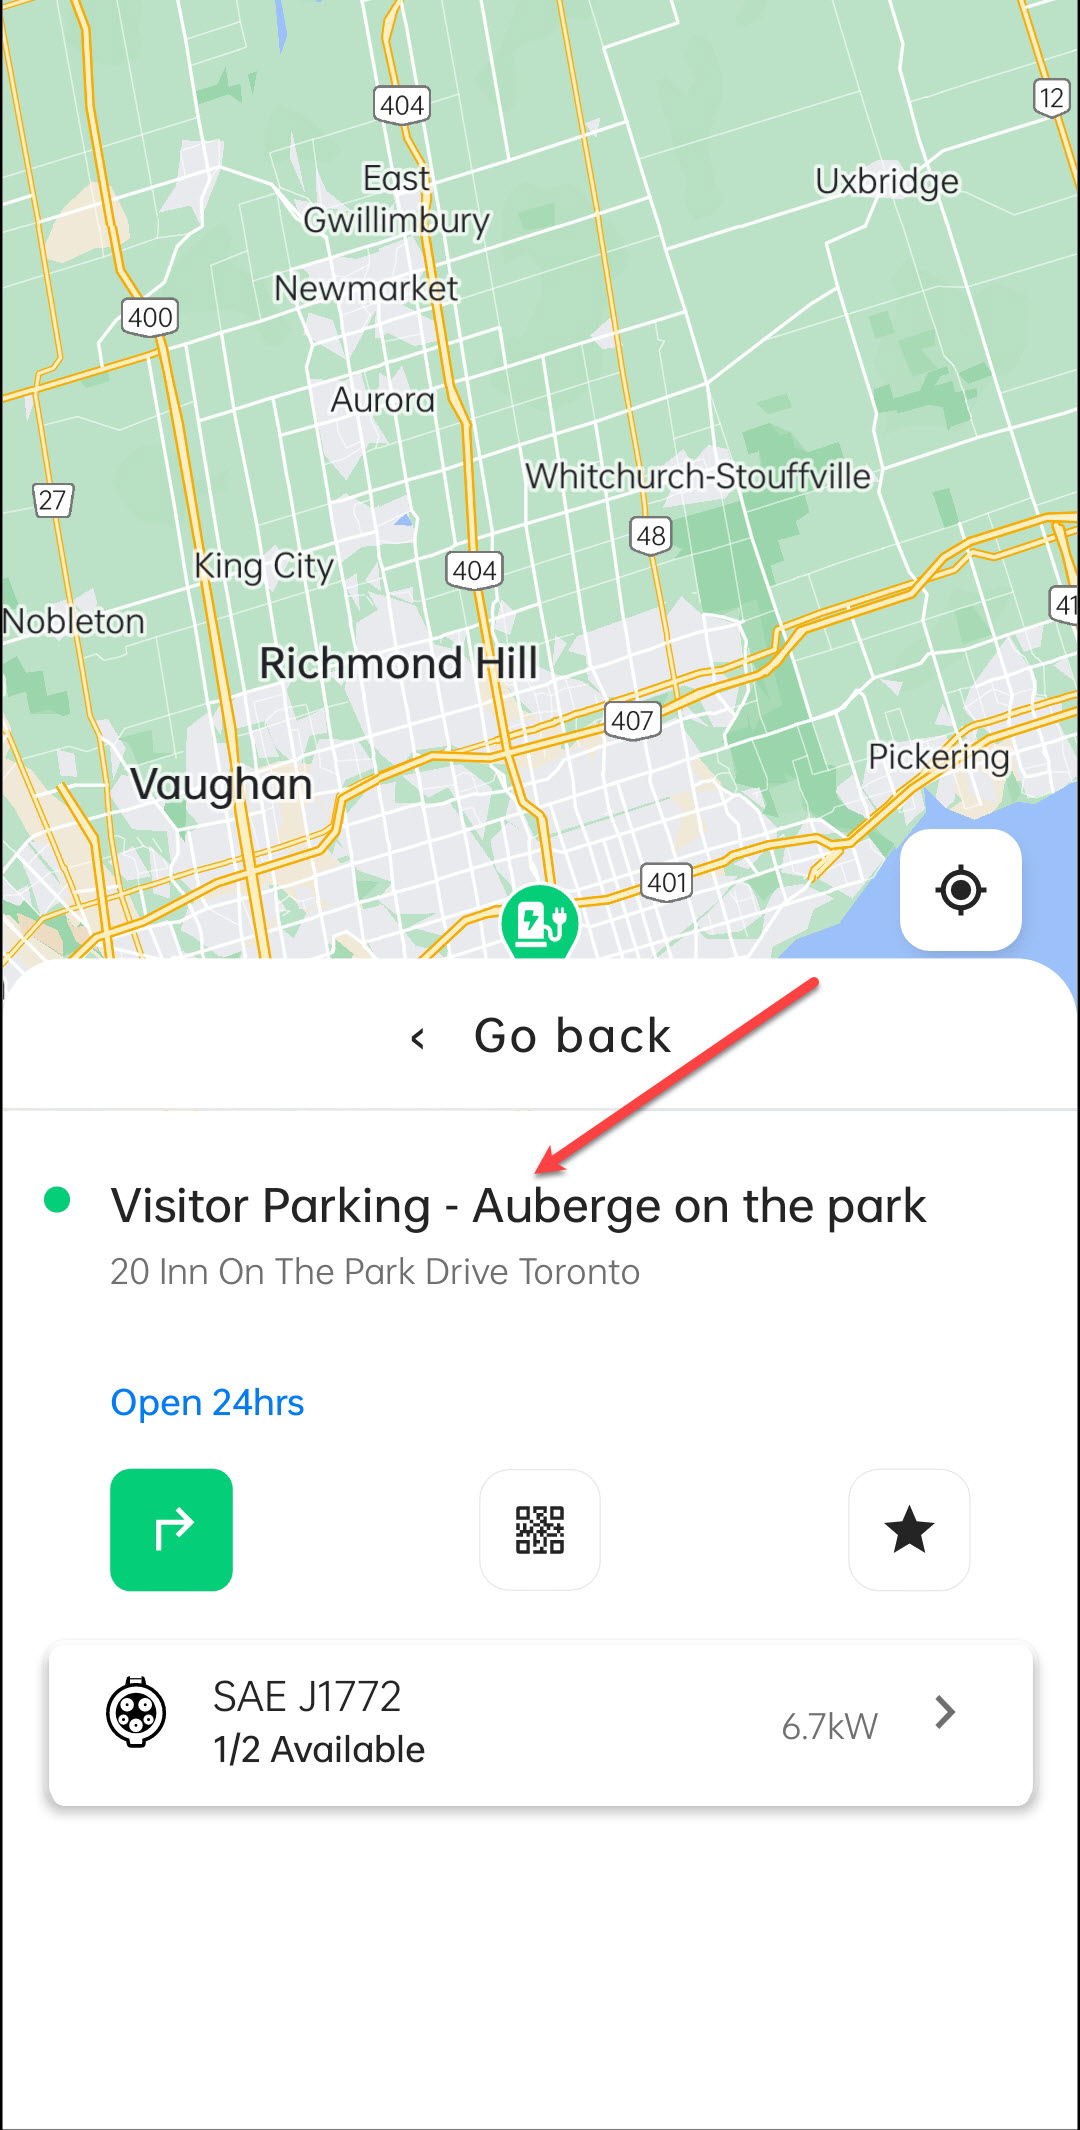 404
12
East
Gwillimbury
Uxbridge
Newmarket
400
Aurora
Whitchurch-Stouffville
27
48
King City
404
41
Nobleton
Richmond Hill
407
Vaughan
Pickering
401
‹ Go back
Visitor Parking - Auberge on the park
20 Inn On The Park Drive Toronto
Open 24hrs
SAE J1772
1/2 Available
6.7kW